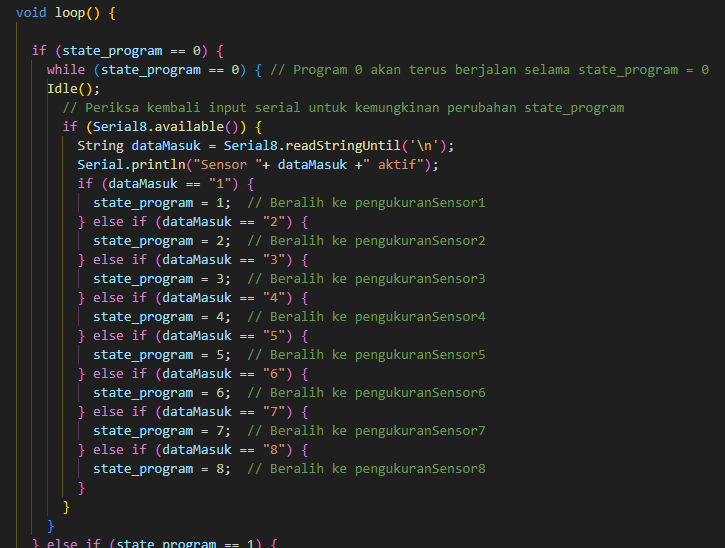 void loop() {
if (state_program == 0) {
while (state_program == 0) { // Program 0 akan terus berjalan selama state_program = 0
Idle();
// Periksa kembali input serial untuk kemungkinan perubahan state_program
if (Serial8.available()) {
String dataMasuk = Serial8.readStringUntil('\n');
Serial.println("Sensor "+ dataMasuk +" aktif");
if (dataMasuk == "1") {
state_program = 1;  // Beralih ke pengukuranSensor1
} else if (dataMasuk == "2") {
state_program = 2;  // Beralih ke pengukuranSensor2
} else if (dataMasuk == "3") {
state_program = 3;  // Beralih ke pengukuranSensor3
} else if (dataMasuk == "4") {
state_program = 4;  // Beralih ke pengukuranSensor4
} else if (dataMasuk == "5") {
state_program = 5;  // Beralih ke pengukuranSensor5
} else if (dataMasuk == "6") {
state_program = 6;  // Beralih ke pengukuranSensor6
} else if (dataMasuk == "7") {
state_program = 7;  // Beralih ke pengukuranSensor7
} else if (dataMasuk == "8") {
state_program = 8;  // Beralih ke pengukuranSensor8
}
}
}
} else if (state_program == 1) {